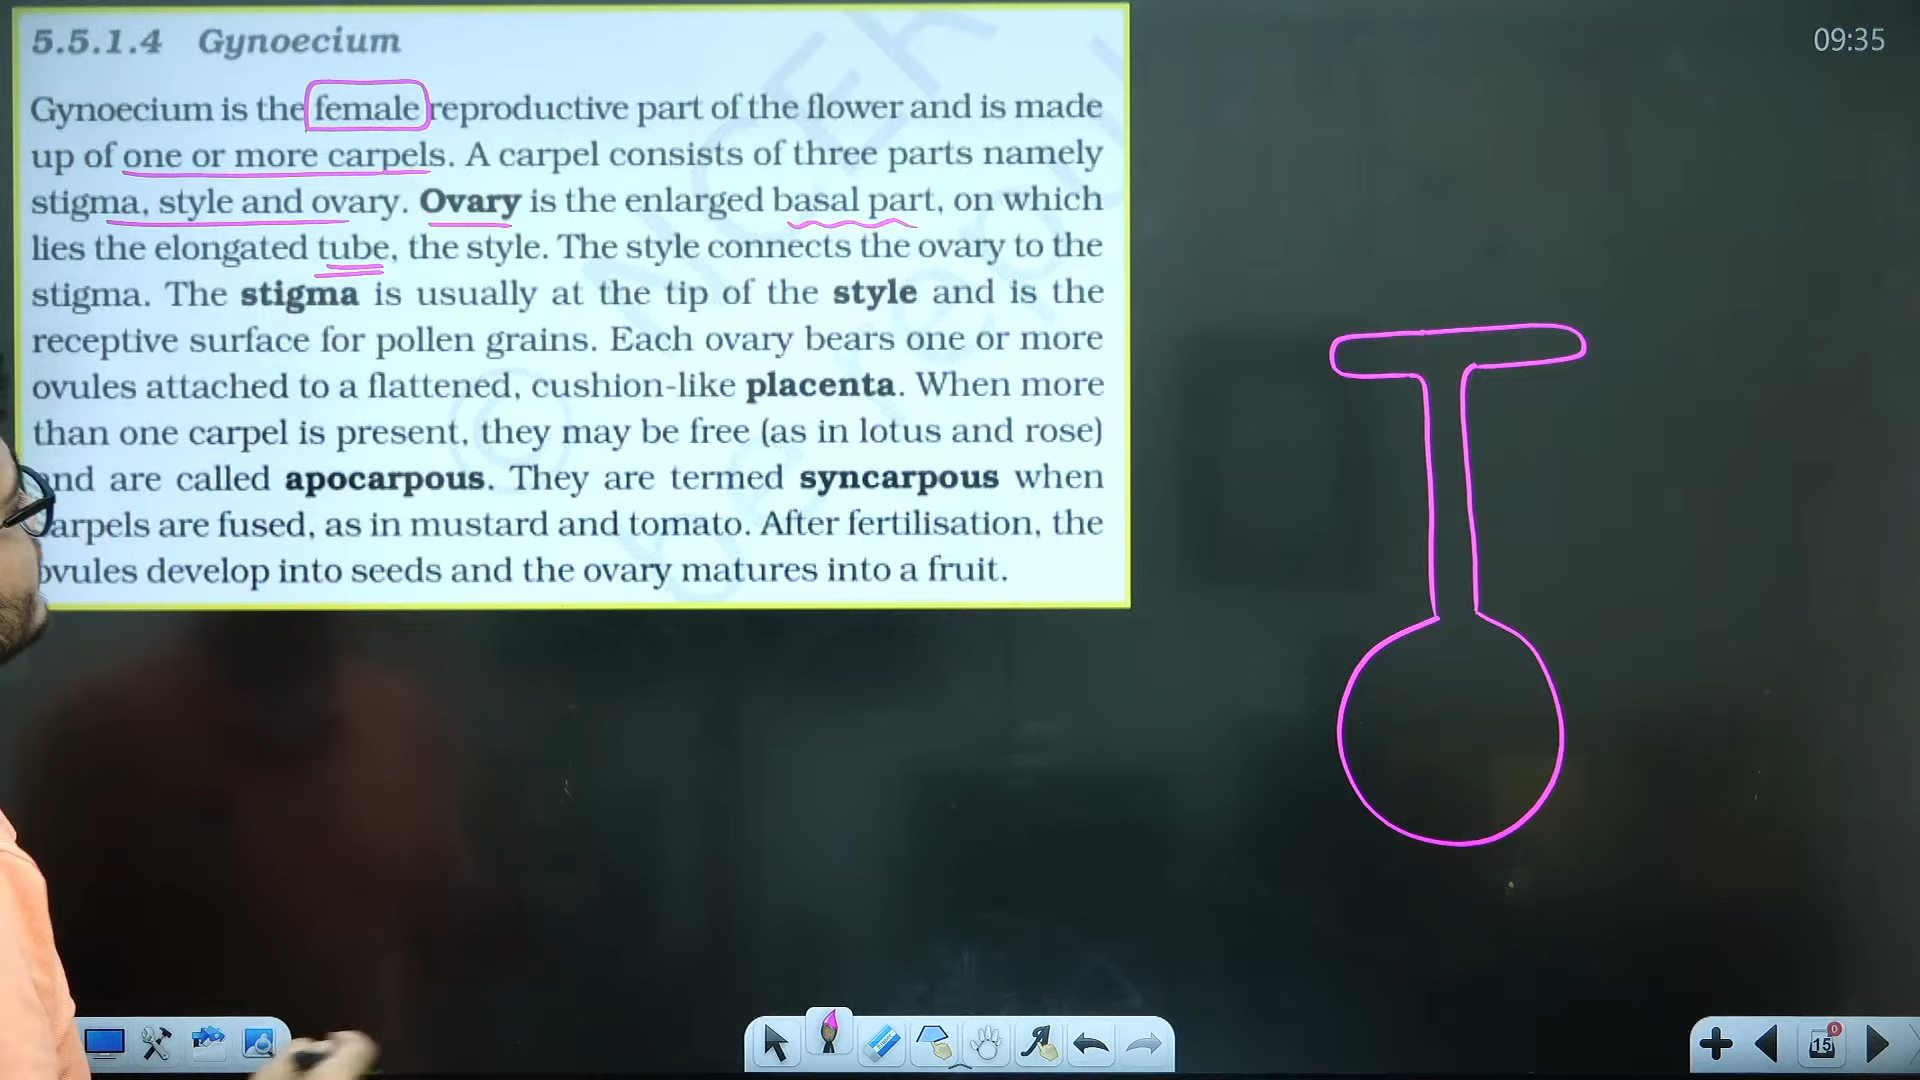 5.5.1.4 Gynoecium
09:35
Gynoecium is the female reproductive part of the flower and is made
up of one or more carpels. A carpel consists of three parts namely
stigma, style and ovary. Ovary is the enlarged basal part, on which
lies the elongated tube, the style. The style connects the ovary to the
stigma. The stigma is usually at the tip of the style and is the
receptive surface for pollen grains. Each ovary bears one or more
ovules attached to a flattened, cushion-like placenta. When more
than one carpel is present, they may be free (as in lotus and rose)
and are called apocarpous. They are termed syncarpous when
arpels are fused, as in mustard and tomato. After fertilisation, the
ovules develop into seeds and the ovary matures into a fruit.
15
0